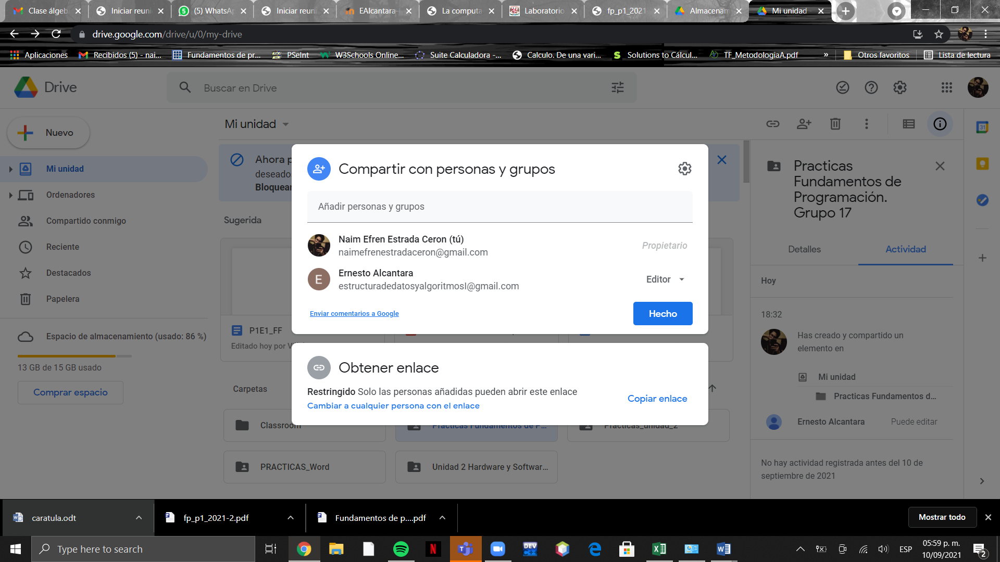 Clase álgeb
Iniciar reuni
(5) WhatsAp
Iniciar reuni
EAlcantara-
La computa
Laboratorio
fp_p1_2021
Almacenam
Mi unidad -
drive.google.com/drive/u/0/my-drive
Aplicaciones
Recibidos (5) - nai...
Fundamentos de pr...
PSeInt
W3Schools Online...
Suite Calculadora -...
Calculo. De una vari...
Solutions to Cálcul...
TF_MetodologiaA.pdf
»
Otros favoritos
Lista de lectura
Drive
Buscar en Drive
Nuevo
Mi unidad
Ordenadores
Compartido conmigo
Reciente
Destacados
Papelera
Espacio de almacenamiento (usado: 86 %)
13 GB de 15 GB usado
Comprar espacio
Mi unidad
Ahora p
deseado
Bloquear
Sugerida
P1E1_FF
Editado hoy por V
Carpetas
Classroom
Practicas Fundamentos de P...
Practicas_unidad_2
PRACTICAS_Word
Unidad 2 Hardware y Softwar...
Compartir con personas y grupos
Añadir personas y grupos
Naim Efren Estrada Ceron (tú)
naimefrenestradaceron@gmail.com
Propietario
E
Ernesto Alcantara
estructuradedatosyalgoritmosI@gmail.com
Editor
Enviar comentarios a Google
Hecho
Obtener enlace
Restringido Solo las personas añadidas pueden abrir este enlace
Cambiar a cualquier persona con el enlace
Copiar enlace
Practicas
Fundamentos de
Programación.
Grupo 17
Detalles
Actividad
Hoy
18:32
Has creado y compartido un
elemento en
Mi unidad
Practicas Fundamentos d...
Ernesto Alcantara
Puede editar
No hay actividad registrada antes del 10 de
septiembre de 2021
31
caratula.odt
fp_p1_2021-2.pdf
Fundamentos de p....pdf
Mostrar todo
Type here to search
DEV
ESP
05:59 p. m.
10/09/2021
2